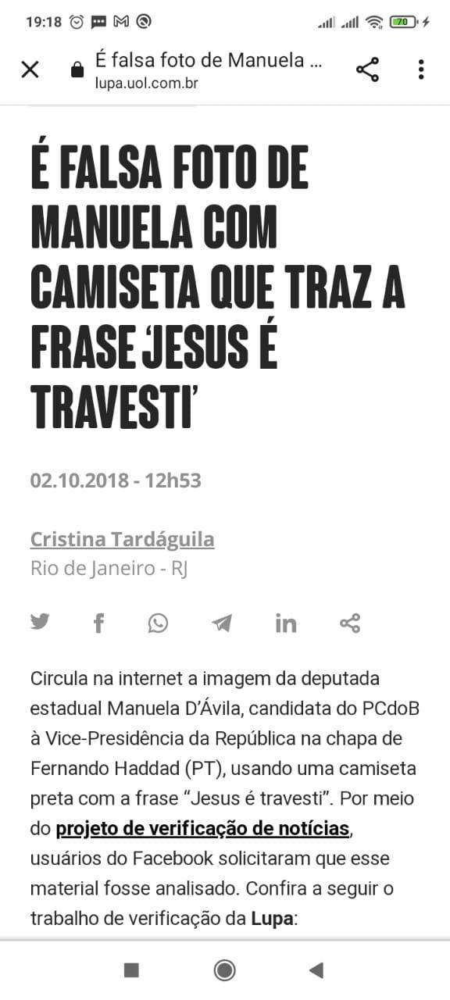 19:18
70
É falsa foto de Manuela ...
lupa.uol.com.br
É FALSA FOTO DE
MANUELA COM
CAMISETA QUE TRAZ A
FRASE ‘JESUS É
TRAVESTI’
02.10.2018 - 12h53
Cristina Tardáguila
Rio de Janeiro - RJ
Circula na internet a imagem da deputada
estadual Manuela D’Ávila, candidata do PCdoB
à Vice-Presidência da República na chapa de
Fernando Haddad (PT), usando uma camiseta
preta com a frase “Jesus é travesti”. Por meio
do projeto de verificação de notícias,
usuários do Facebook solicitaram que esse
material fosse analisado. Confira a seguir o
trabalho de verificação da Lupa: